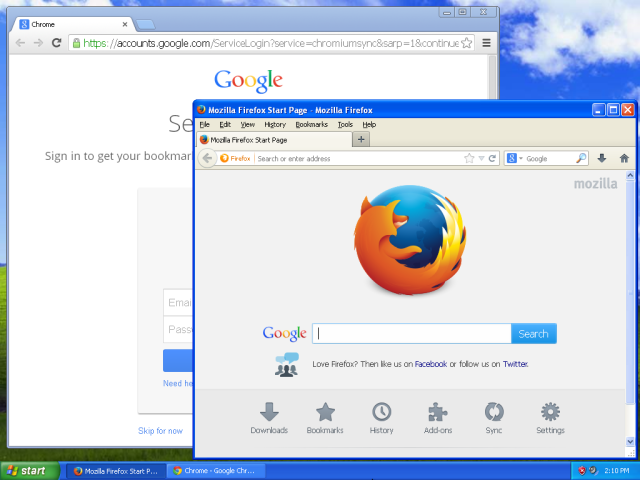 Chrome
https://accounts.google.com/ServiceLogin?service=chromiumsync&sarp=1&continue
Google
Se
Sign in to get your bookmar
Emai
Passw
Need he
Skip for now
Mozilla Firefox Start Page - Mozilla Firefox
File Edit View History Bookmarks Tools Help
Mozilla Firefox Start Page
Firefox Search or enter address Google
mozilla
Google Search
Love Firefox? Then like us on Facebook or follow us on Twitter.
Downloads Bookmarks History Add-ons Sync Settings
start Mozilla Firefox Start P... Chrome - Google Chr... 2:10 PM